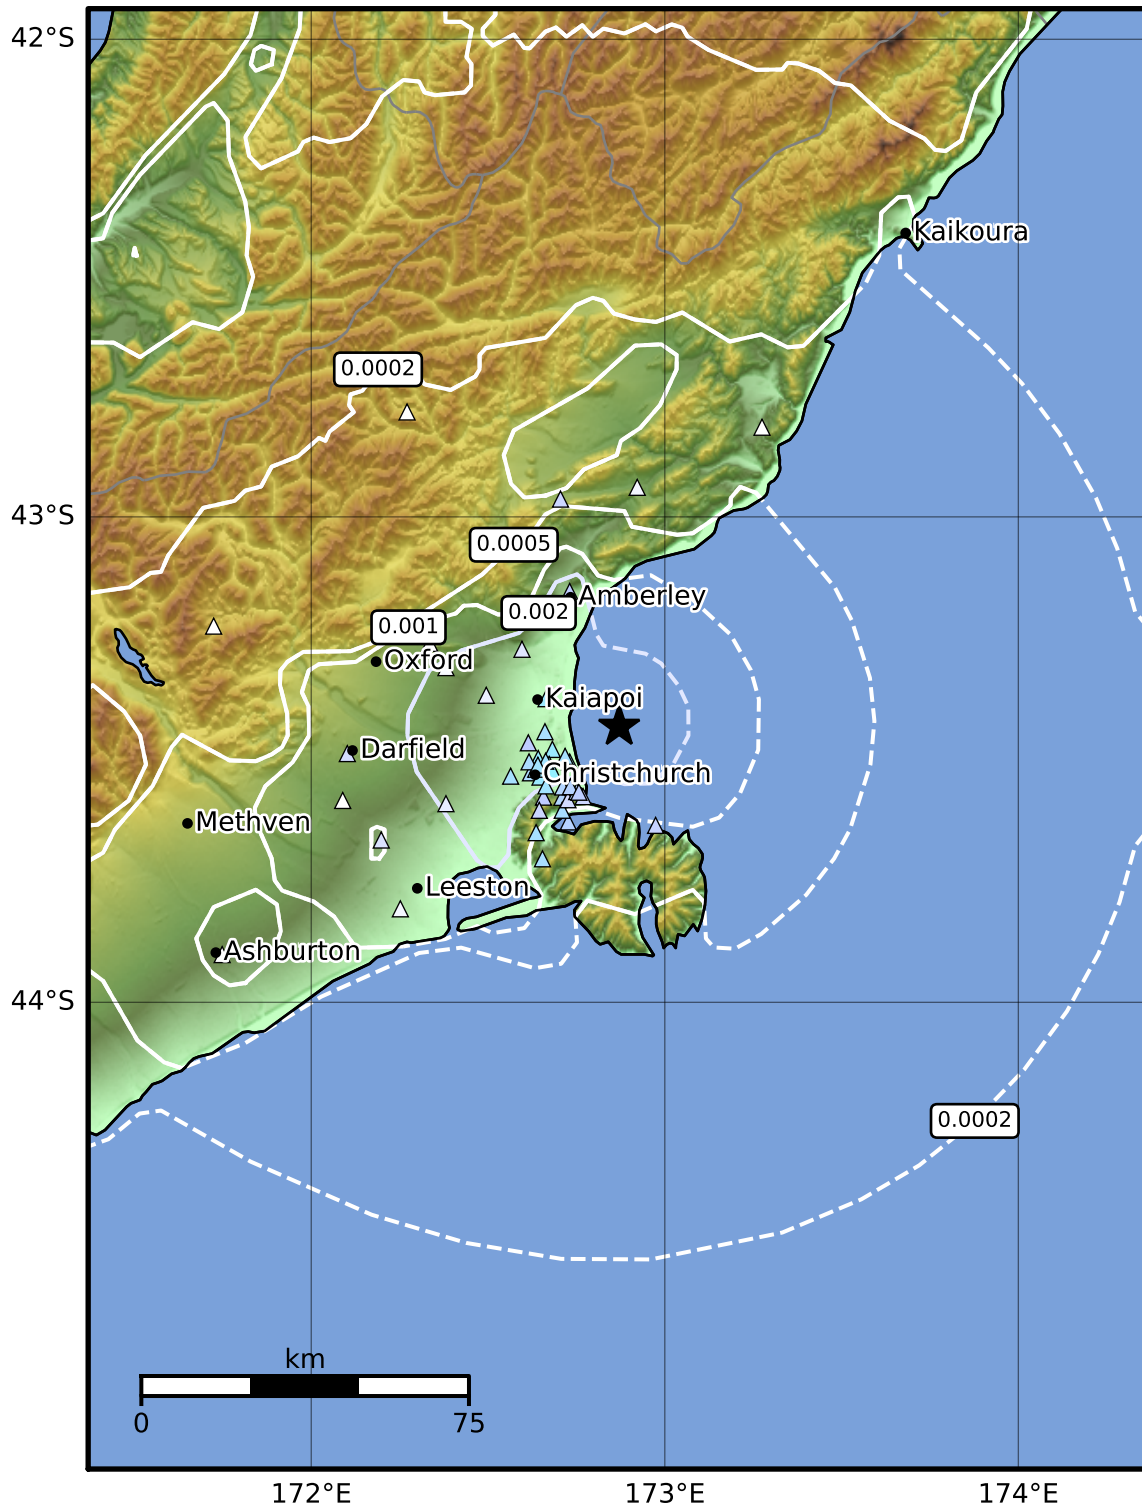 42°S
Kaikoura
0.0002
43°S
0.0005
Amberley
0.002
0.001
Oxford
Kaiapoi
Darfield
Christchurch
Methven
Leeston
Ashburton
44°S
0.0002
km
0 75
172°E 173°E 174°E